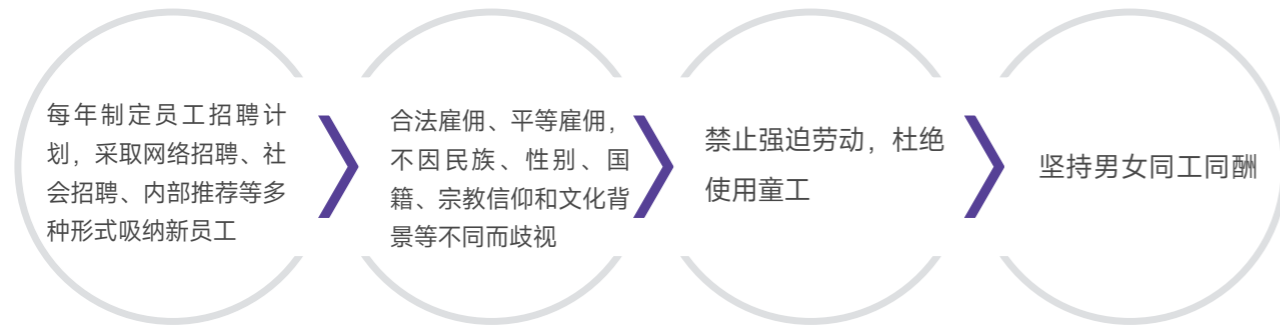 每年制定员工招聘计
划，采取网络招聘、社
会招聘、内部推荐等多
种形式吸纳新员工
合法雇佣、平等雇佣，
不因民族、性别、国
籍、宗教信仰和文化背
景等不同而歧视
禁止强迫劳动，杜绝
使用童工
坚持男女同工同酬